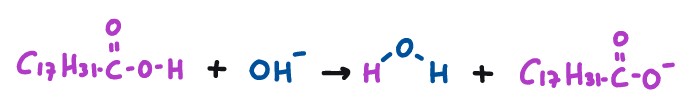 O
C₁₇H₃₁-C-O-H + OH⁻ → H O H + C₁₇H₃₁-C-O⁻
O